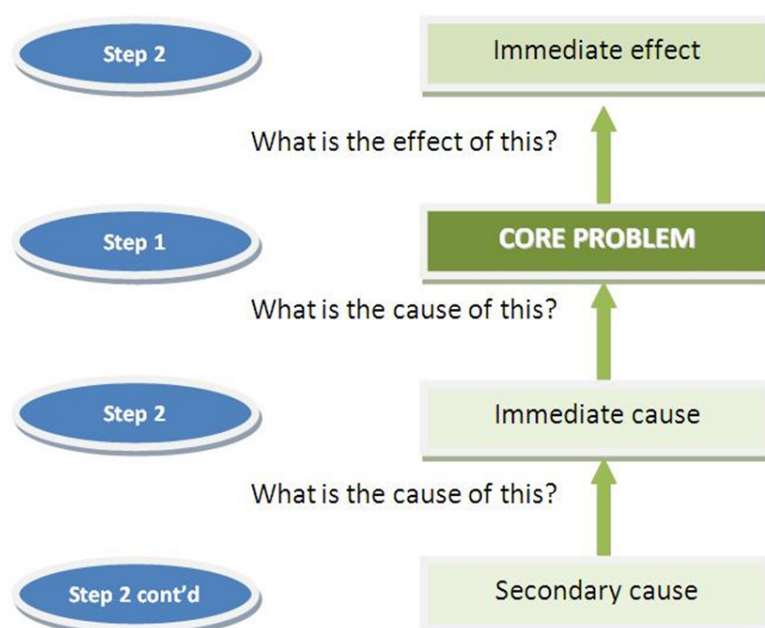 Step 2
Immediate effect
What is the effect of this?
Step 1
CORE PROBLEM
What is the cause of this?
Step 2
Immediate cause
What is the cause of this?
Step 2 cont’d
Secondary cause